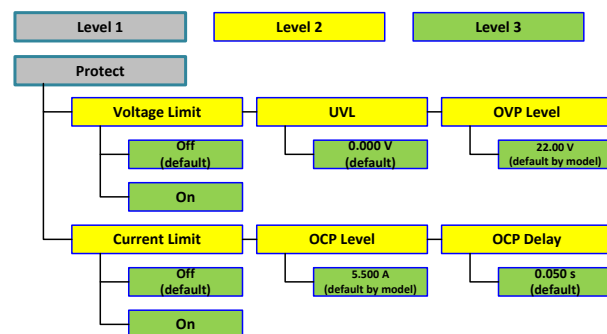 Level 1
Level 2
Level 3
Protect
Voltage Limit
UVL
OVP Level
Off
(default)
0.000 V
(default)
22.00 V
(default by model)
On
Current Limit
OCP Level
OCP Delay
Off
(default)
5.500 A
(default by model)
0.050 s
(default)
On